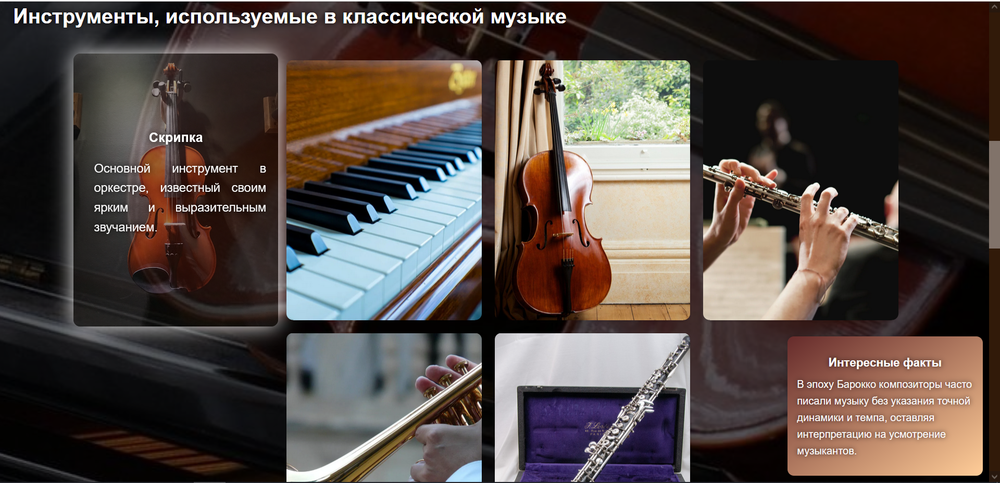 Инструменты, используемые в классической музыке
Скрипка
Основной инструмент в
оркестре, известный своим
ярким и выразительным
звучанием.
Интересные факты
В эпоху Барокко композиторы часто
писали музыку без указания точной
динамики и темпа, оставляя
интерпретацию на усмотрение
музыкантов.